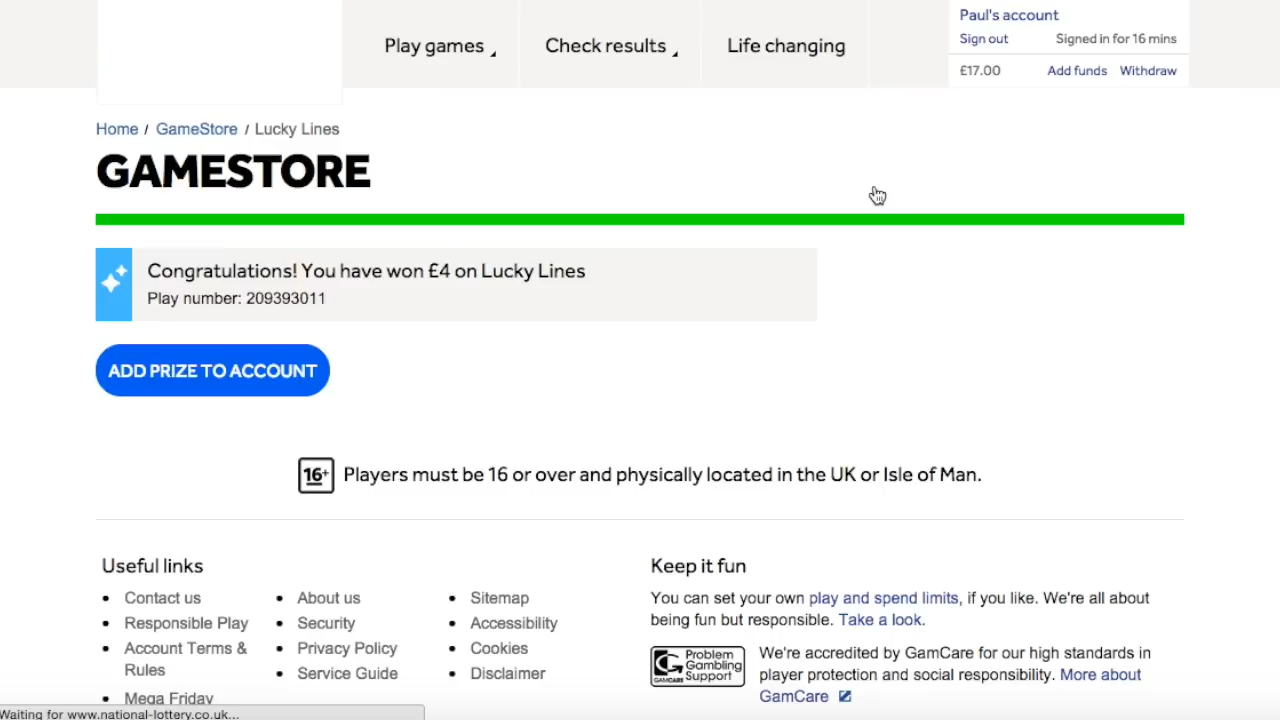 Play games
Check results
Life changing
Paul's account
Sign out
Signed in for 16 mins
£17.00
Add funds
Withdraw
Home / GameStore / Lucky Lines
GAMESTORE
Congratulations! You have won £4 on Lucky Lines
Play number: 209393011
ADD PRIZE TO ACCOUNT
16+ Players must be 16 or over and physically located in the UK or Isle of Man.
Useful links
Contact us
Responsible Play
Account Terms &
Rules
Mega Friday
About us
Security
Privacy Policy
Service Guide
Sitemap
Accessibility
Cookies
Disclaimer
Keep it fun
You can set your own play and spend limits, if you like. We're all about
being fun but responsible. Take a look.
GAMCARE
Problem
Gambling
Support
We're accredited by GamCare for our high standards in
player protection and social responsibility. More about
GamCare
Waiting for www.national-lottery.co.uk...